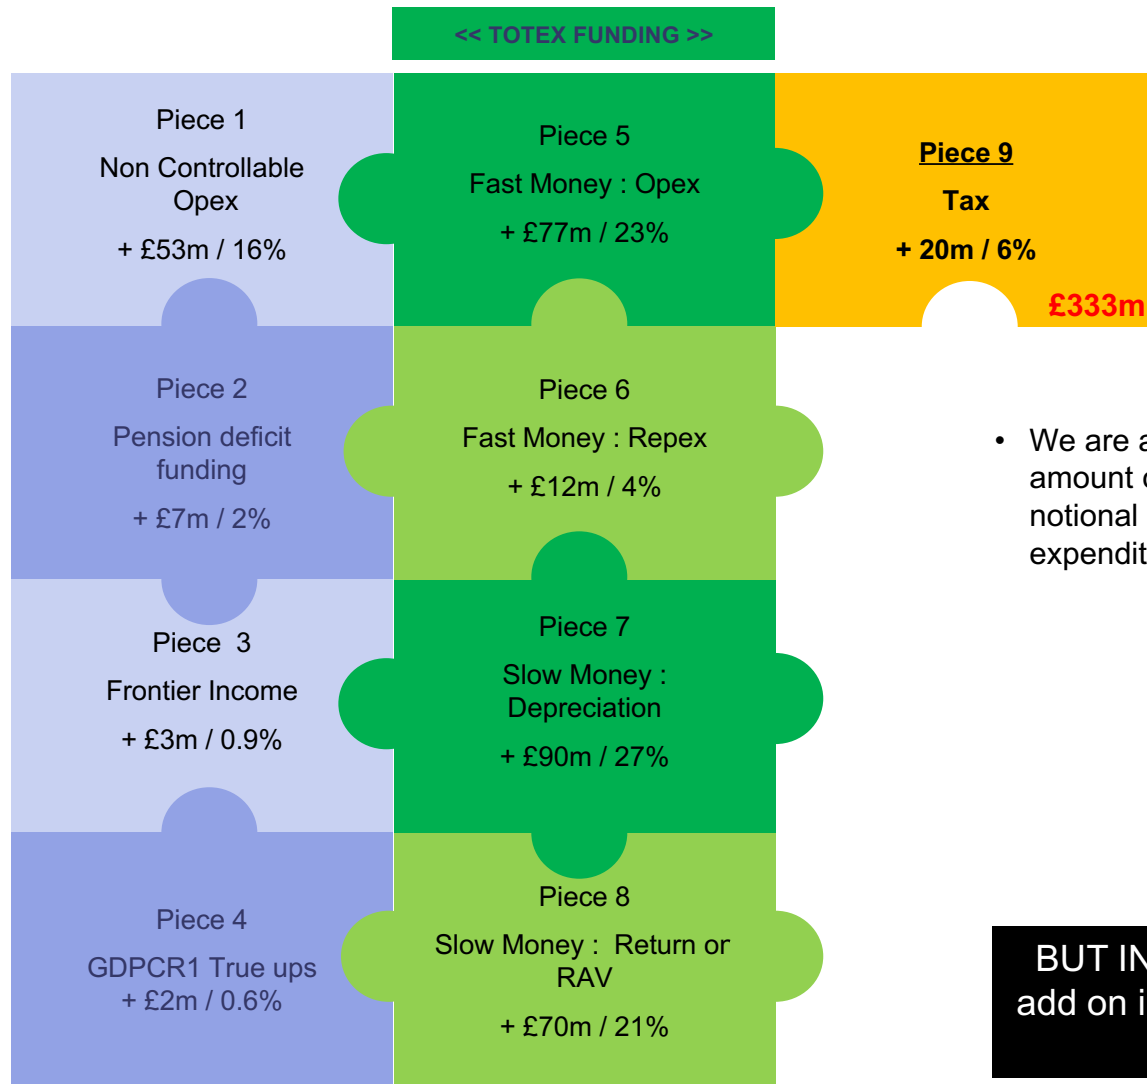 << TOTEX FUNDING >>
Piece 1
Non Controllable
Opex
+ £53m / 16%
Piece 2
Pension deficit
funding
+ £7m / 2%
Piece 3
Frontier Income
+ £3m / 0.9%
Piece 4
GDPCR1 True ups
+ £2m / 0.6%
Piece 5
Fast Money : Opex
+ £77m / 23%
Piece 6
Fast Money : Repex
+ £12m / 4%
Piece 7
Slow Money :
Depreciation
+ £90m / 27%
Piece 8
Slow Money : Return or
RAV
+ £70m / 21%
Piece 9
Tax
+ 20m / 6%
£333m
• We are
amount
notional
BUT
add on